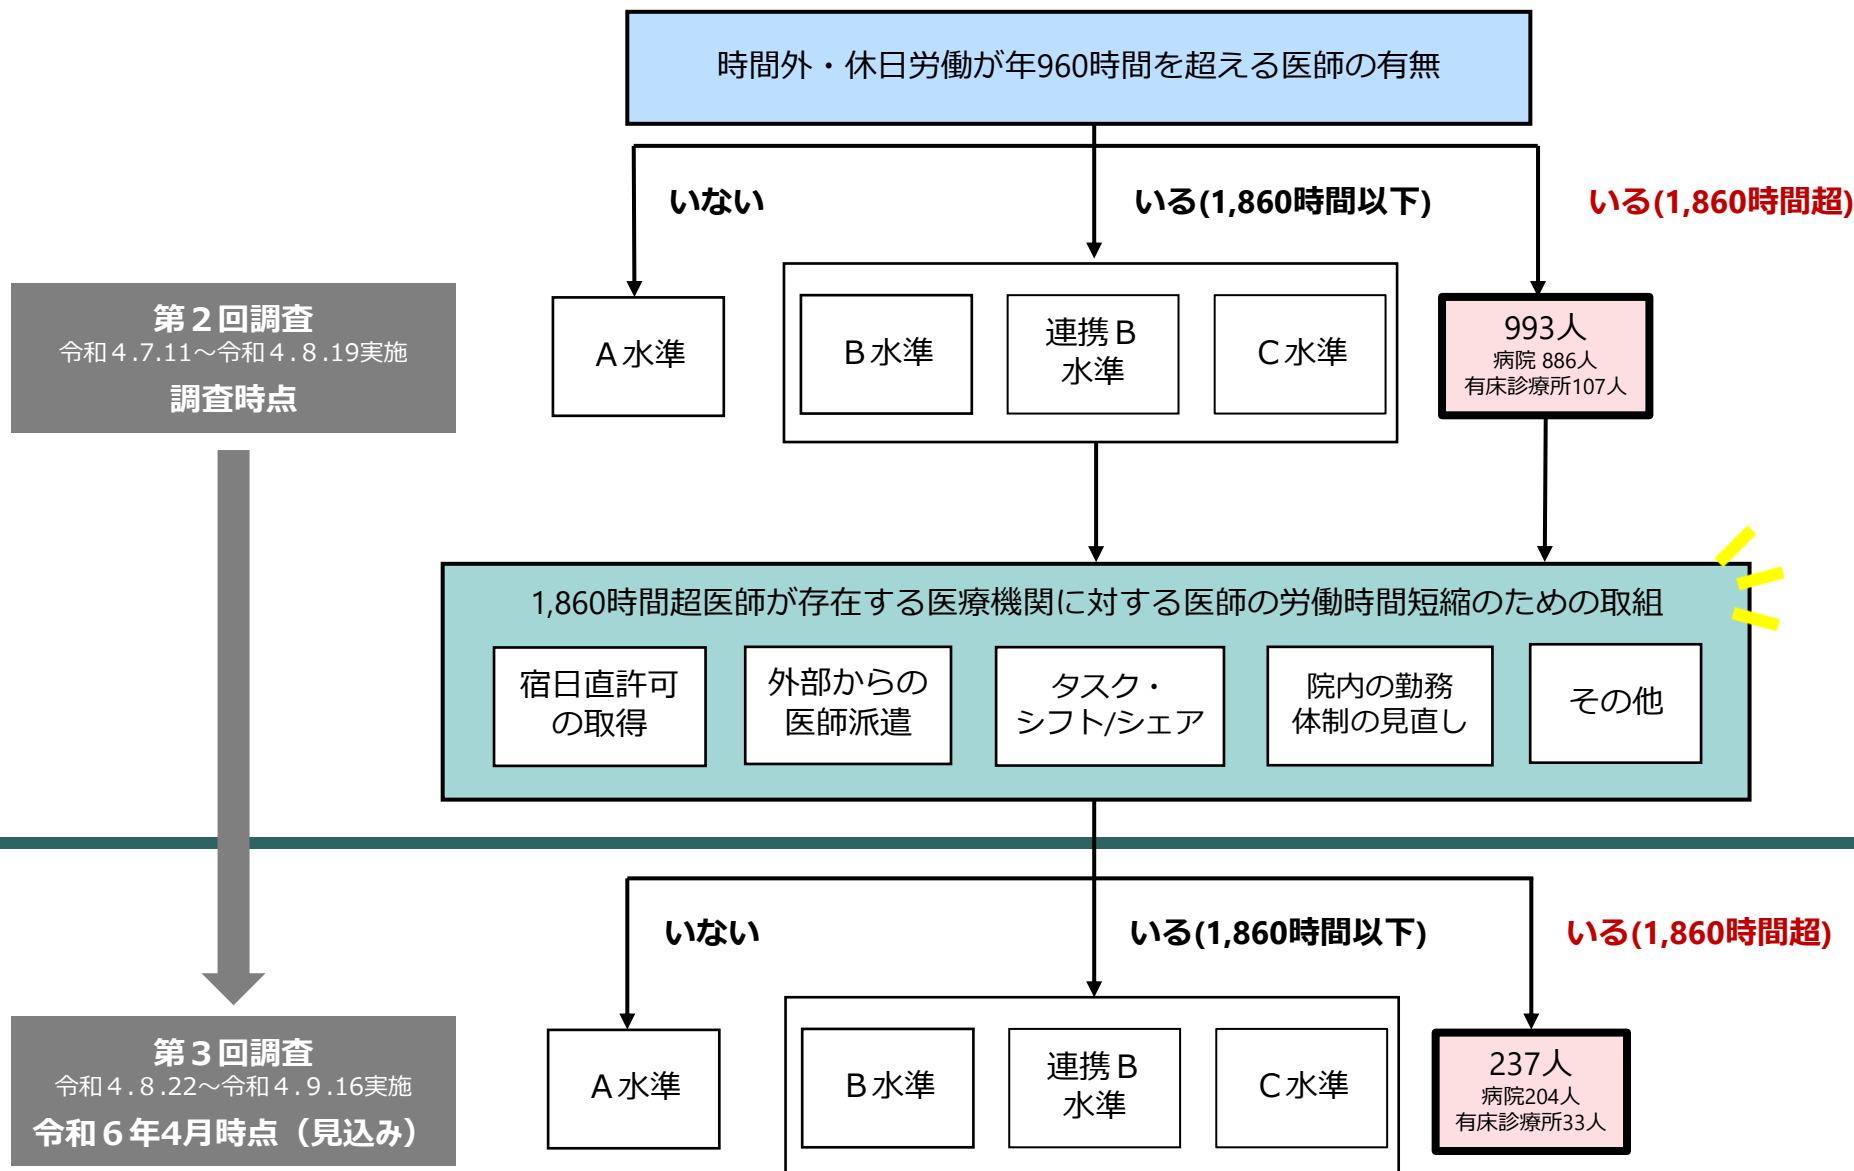 時間外・休日労働が年960時間を超える医師の有無
いない
いる(1,860時間以下)
いる(1,860時間超)
第２回調査
令和４.7.11～令和４.８.19実施
調査時点
Ａ水準
Ｂ水準
連携Ｂ
水準
Ｃ水準
993人
病院 886人
有床診療所107人
1,860時間超医師が存在する医療機関に対する医師の労働時間短縮のための取組
宿日直許可
の取得
外部からの
医師派遣
タスク・
シフト/シェア
院内の勤務
体制の見直し
その他
いない
いる(1,860時間以下)
いる(1,860時間超)
第３回調査
令和４.８.22～令和４.９.16実施
令和６年4月時点（見込み）
Ａ水準
Ｂ水準
連携Ｂ
水準
Ｃ水準
237人
病院204人
有床診療所33人